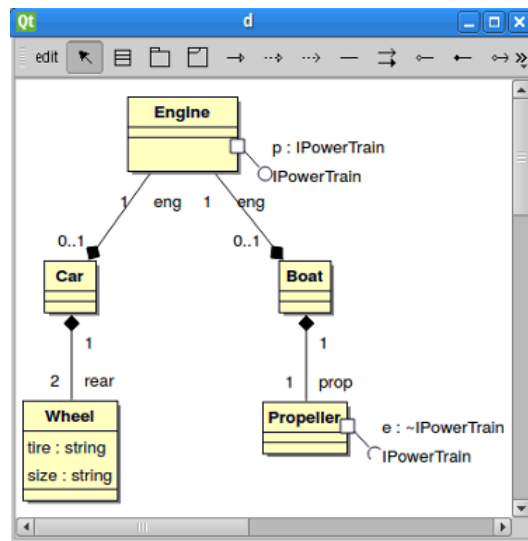 Qt d
edit
Engine
p : IPowerTrain
IPowerTrain
1 eng 1 eng
0..1 0..1
Car Boat
1 1
2 rear 1 prop
Wheel Propeller
tire : string e : ~IPowerTrain
size : string IPowerTrain